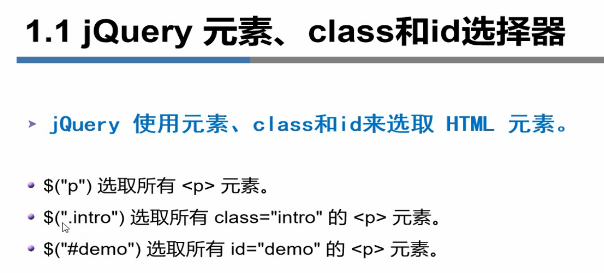 1.1 jQuery 元素、class和id选择器
jQuery 使用元素、class和id来选取 HTML 元素。
$("p") 选取所有 <p> 元素。
$(".intro") 选取所有 class="intro" 的 <p> 元素。
$("#demo") 选取所有 id="demo" 的 <p> 元素。